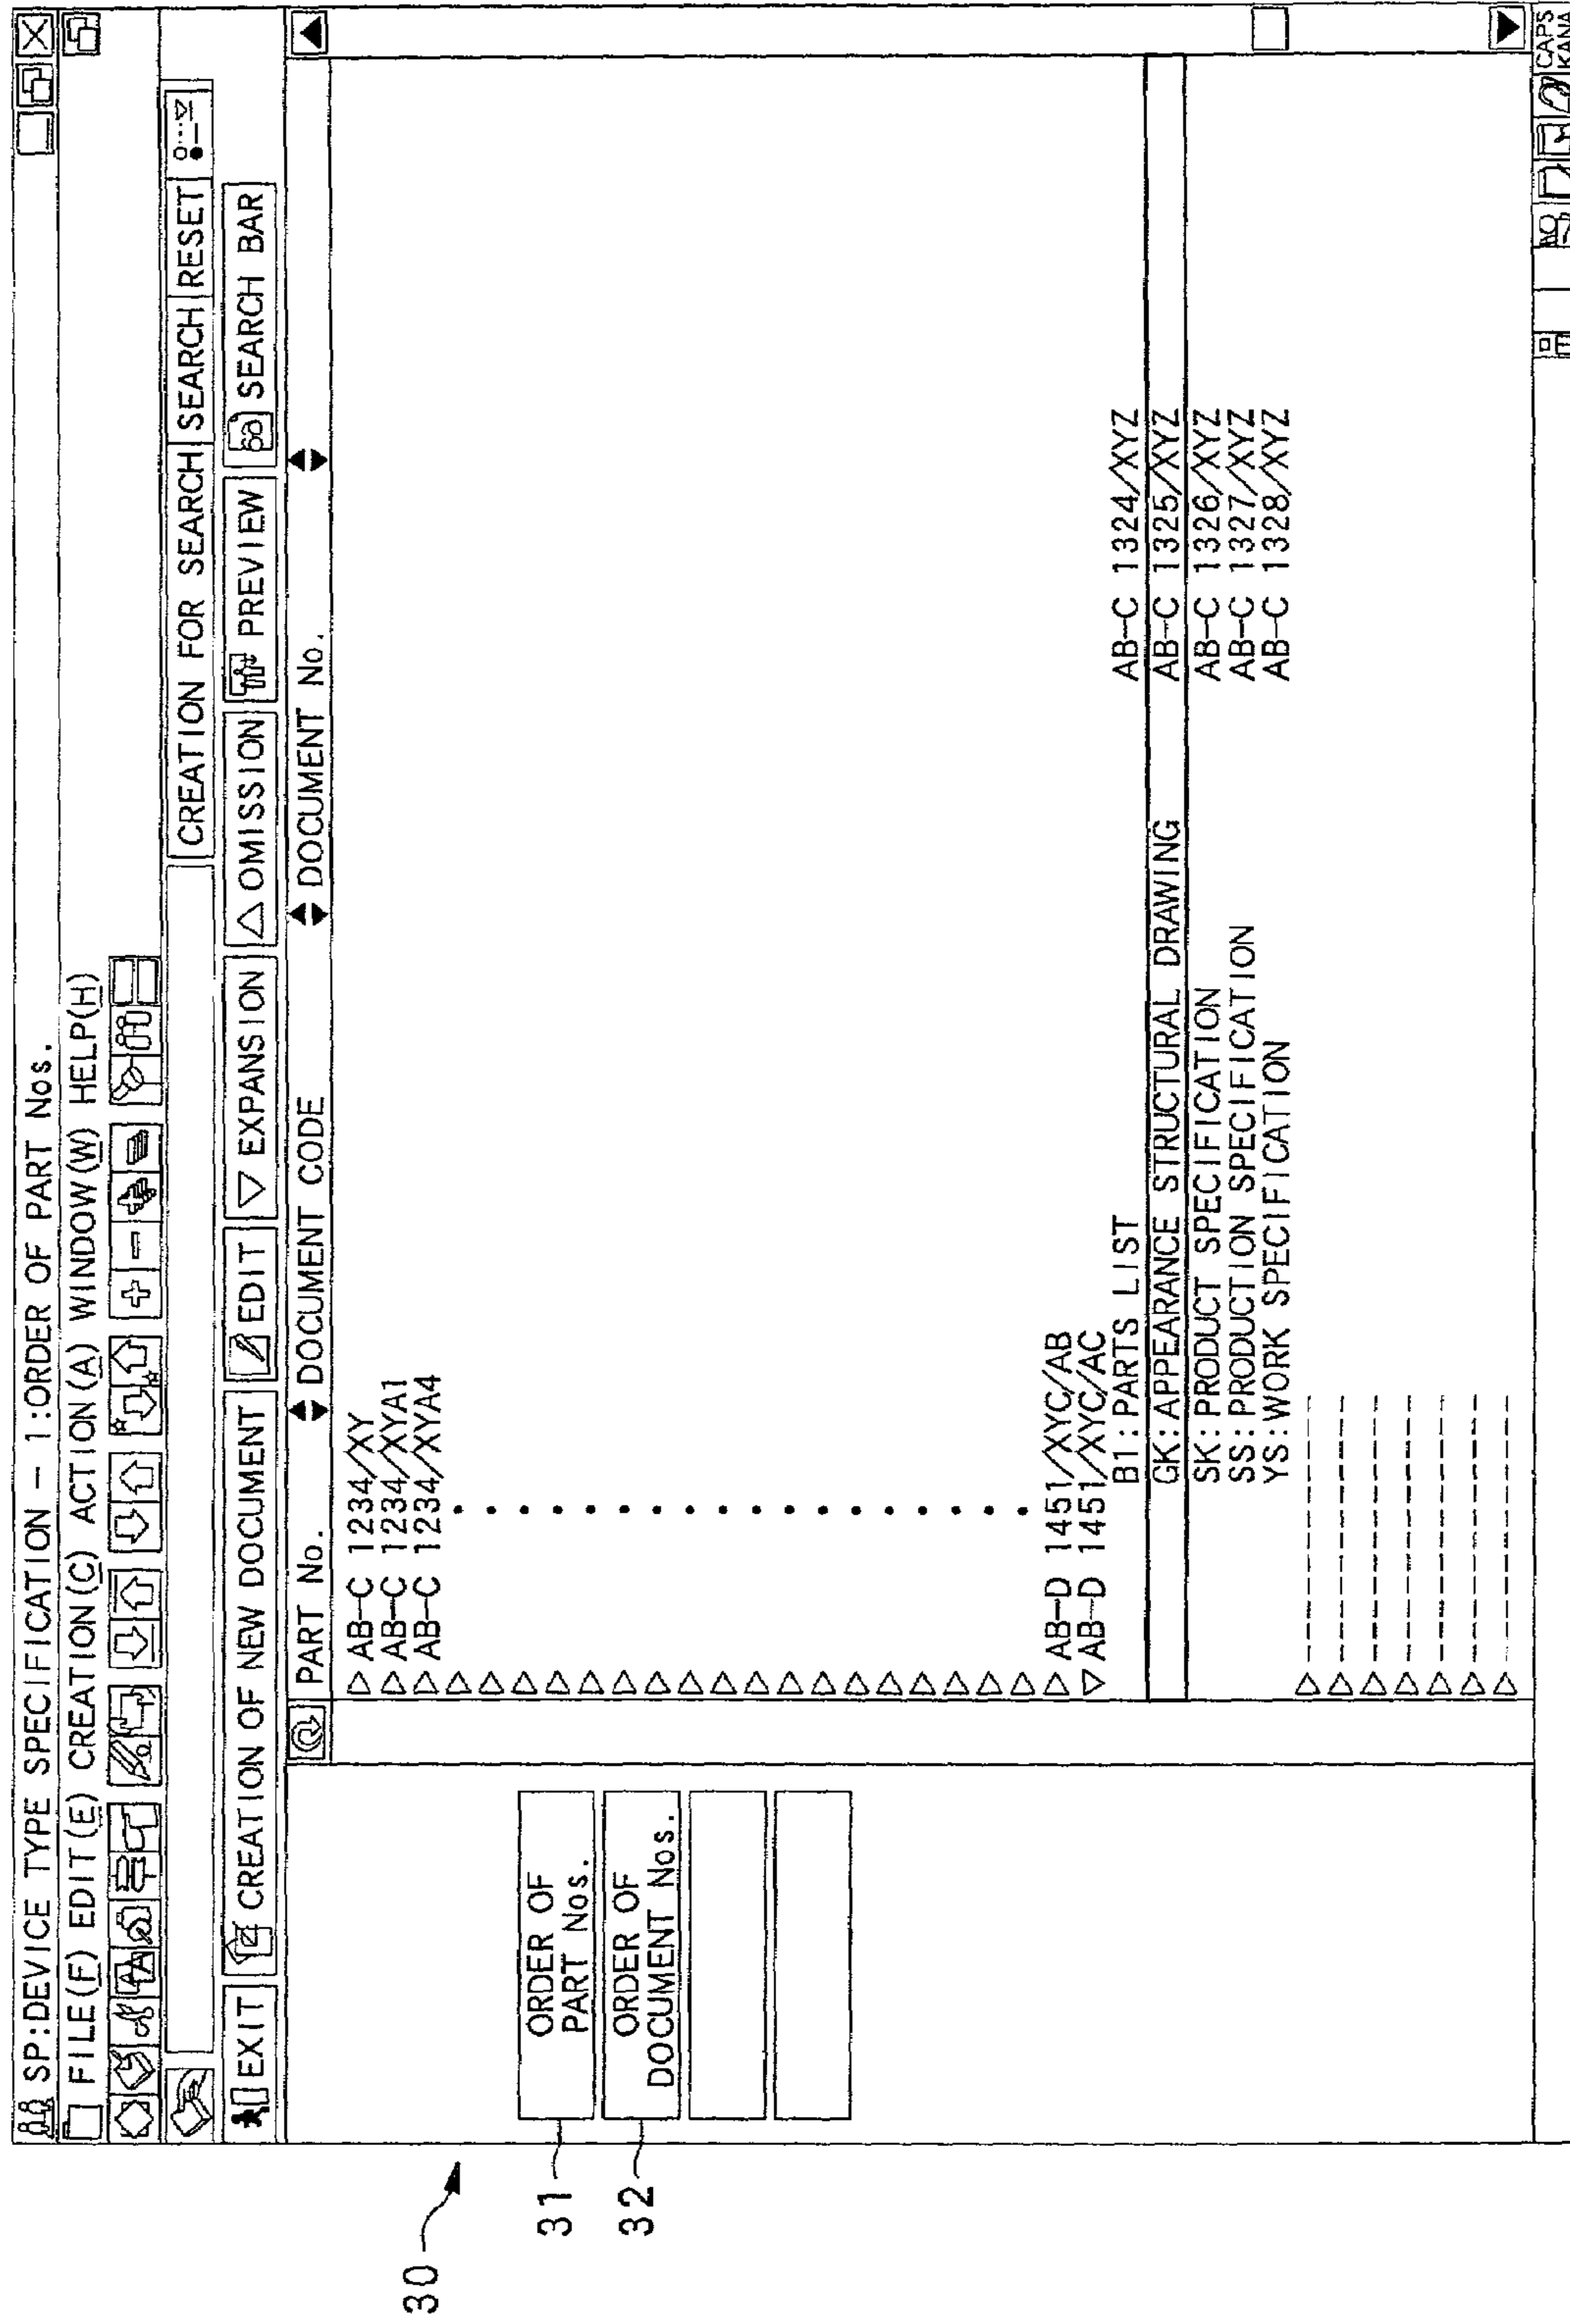 SP:DEVICE TYPE SPECIFICATION – 1:ORDER OF PART Nos.
FILE(F) EDIT(E) CREATION(C) ACTION(A) WINDOW(W) HELP(H)
CREATION FOR SEARCH SEARCH RESET
EXIT CREATION OF NEW DOCUMENT EDIT ▽ EXPANSION △ OMISSION PREVIEW SEARCH BAR
PART No. DOCUMENT CODE DOCUMENT No.
30
31
ORDER OF
PART Nos.
32
ORDER OF
DOCUMENT Nos.
AB-C 1234/XY
AB-C 1234/XYA1
AB-C 1234/XYA4
AB-D 1451/XYC/AB
AB-D 1451/XYC/AC
B1:PARTS LIST AB-C 1324/XYZ
GK:APPEARANCE STRUCTURAL DRAWING AB-C 1325/XYZ
SK:PRODUCT SPECIFICATION AB-C 1326/XYZ
SS:PRODUCTION SPECIFICATION AB-C 1327/XYZ
YS:WORK SPECIFICATION AB-C 1328/XYZ
CAPS
KANA